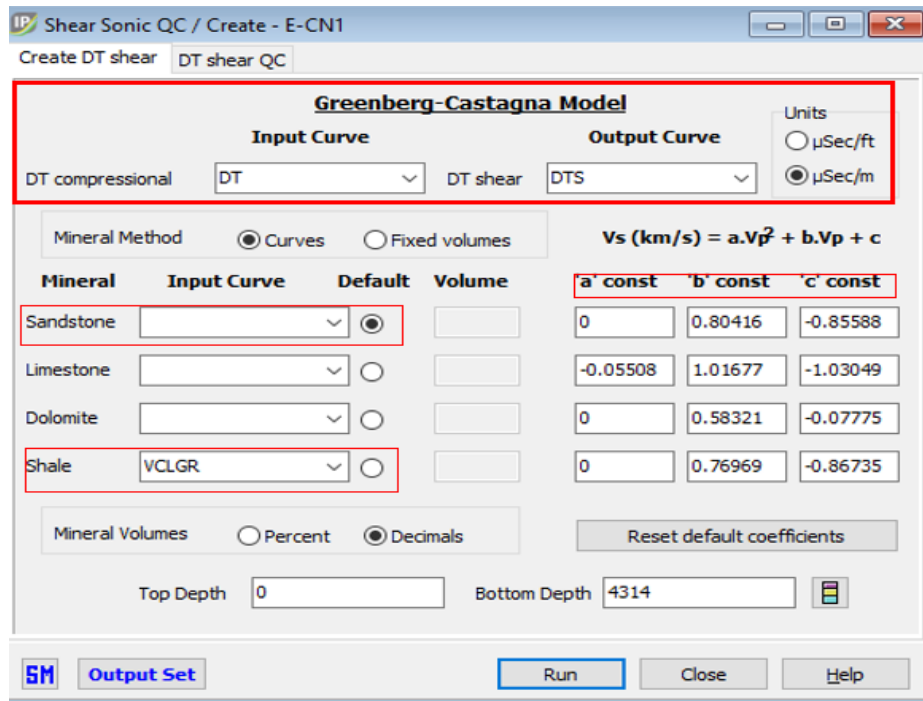 IP Shear Sonic QC / Create - E-CN1
Create DT shear DT shear QC
Greenberg-Castagna Model
Units
Input Curve Output Curve
µSec/ft
DT compressional DT DT shear DTS µSec/m
Mineral Method Curves Fixed volumes Vs (km/s) = a.Vp² + b.Vp + c
Mineral Input Curve Default Volume 'a' const 'b' const 'c' const
Sandstone 0 0.80416 -0.85588
Limestone -0.05508 1.01677 -1.03049
Dolomite 0 0.58321 -0.07775
Shale VCLGR 0 0.76969 -0.86735
Mineral Volumes Percent Decimals Reset default coefficients
Top Depth 0 Bottom Depth 4314
SM Output Set Run Close Help